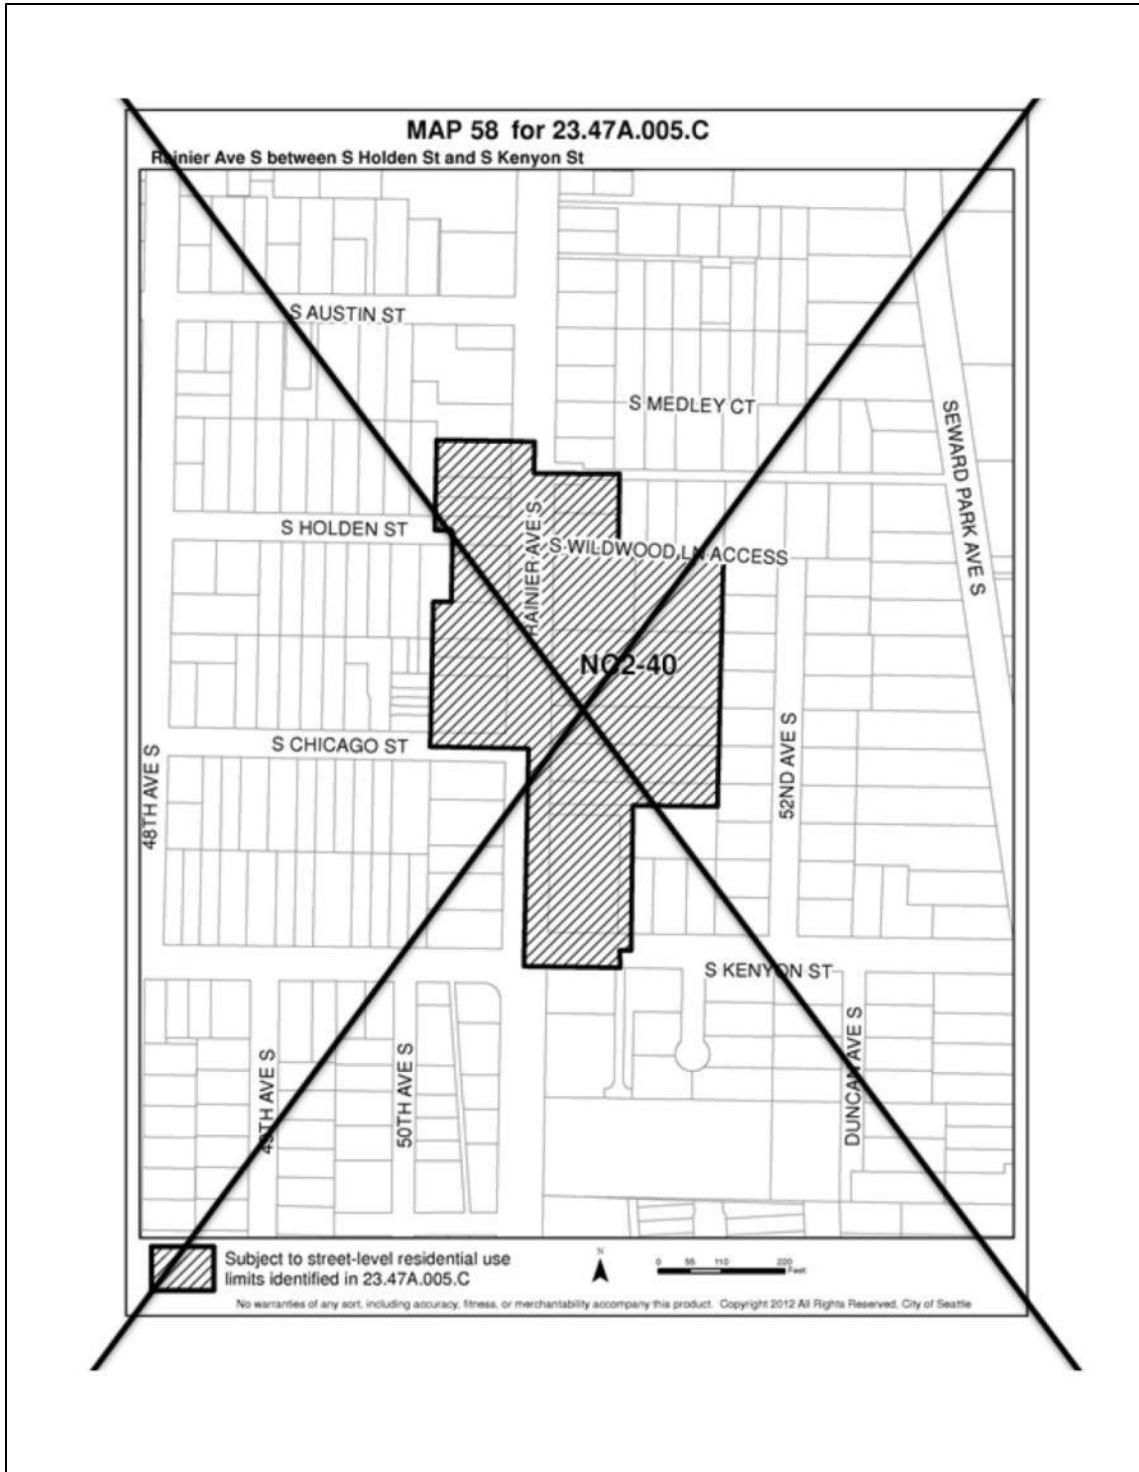 MAP 58 for 23.47A.005.C
Rainier Ave S between S Holden St and S Kenyon St
S AUSTIN ST
S MEDLEY CT
SEWARD PARK AVE S
S HOLDEN ST
RAINIER AVE S
S WILDWOOD LN ACCESS
NC2-40
S CHICAGO ST
48TH AVE S
52ND AVE S
S KENYON ST
49TH AVE S
50TH AVE S
DUNCAN AVE S
Subject to street-level residential use
limits identified in 23.47A.005.C
N
0 55 110 220
Feet
No warranties of any sort, including accuracy, fitness, or merchantability accompany this product. Copyright 2012 All Rights Reserved, City of Seattle